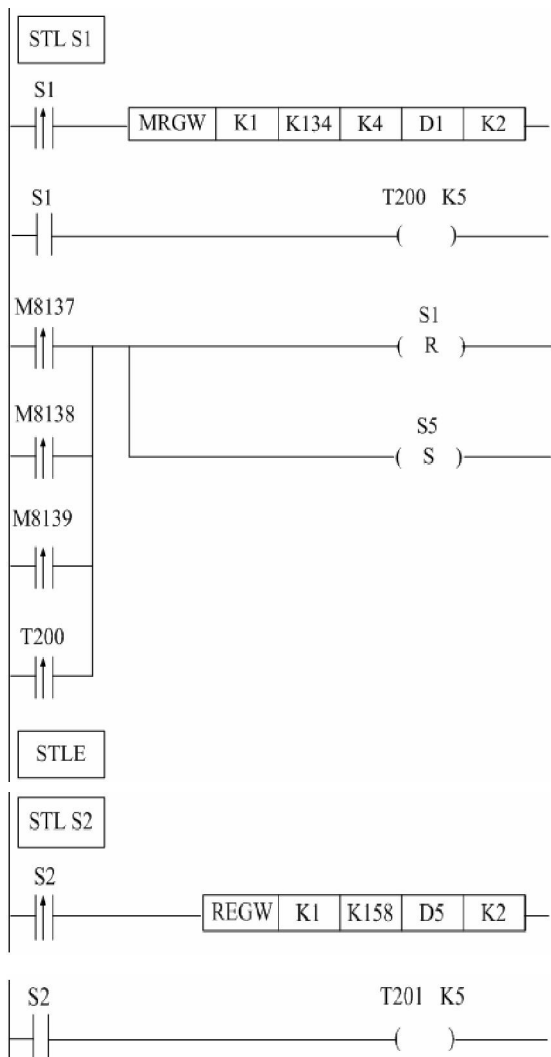 STL S1
S1
MRGW K1 K134 K4 D1 K2
S1 T200 K5
M8137 S1
R
M8138 S5
S
M8139
T200
STLE
STL S2
S2
REGW K1 K158 D5 K2
S2 T201 K5